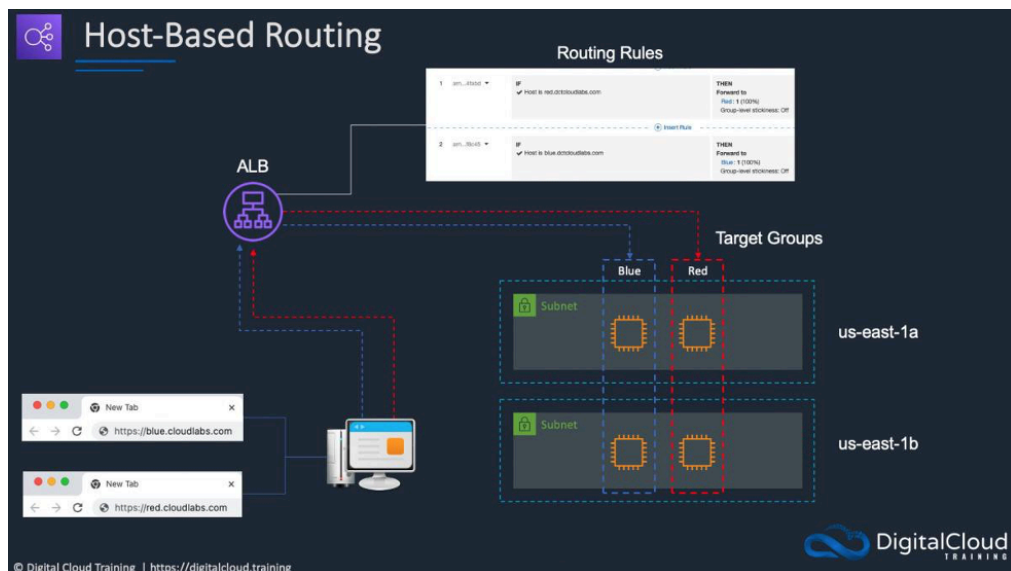 Host-Based Routing
Routing Rules
1 IF THEN
✓ Host is red.dctcloudlabs.com Forward to
Red: 1 (100%)
Group-level stickiness: Off
Insert Rule
2 IF THEN
✓ Host is blue.dctcloudlabs.com Forward to
Blue: 1 (100%)
Group-level stickiness: Off
ALB
Target Groups
Blue Red
Subnet
us-east-1a
Subnet
us-east-1b
New Tab
https://blue.cloudlabs.com
New Tab
https://red.cloudlabs.com
DigitalCloud
TRAINING
© Digital Cloud Training | https://digitalcloud.training